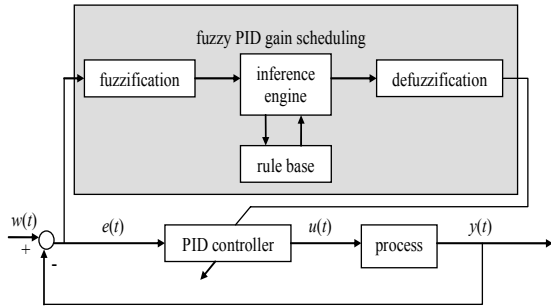 fuzzy PID gain scheduling
fuzzification
inference
engine
defuzzification
rule base
w(t)
+
-
e(t)
PID controller
u(t)
process
y(t)